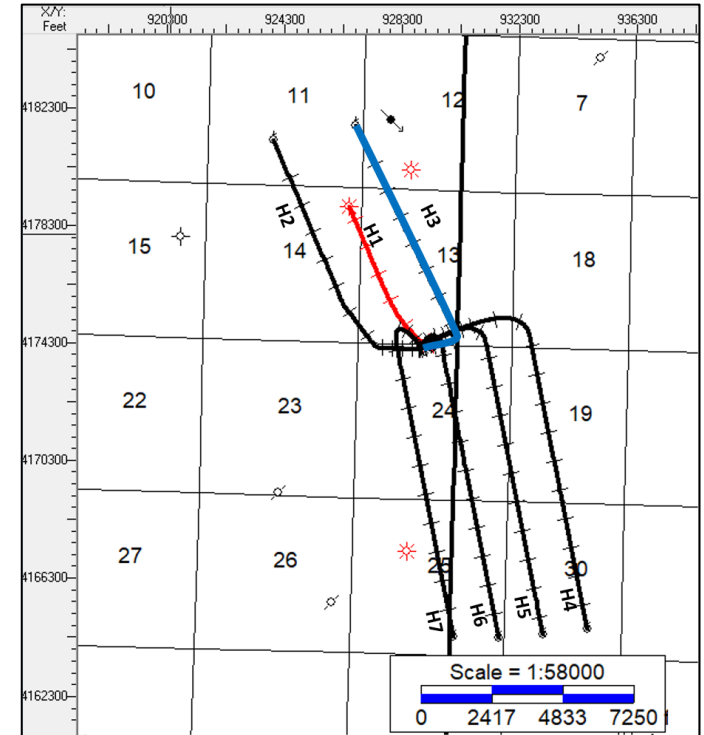 X/Y:
Feet
920300 924300 928300 932300 936300
4182300
4178300
4174300
4170300
4166300
4162300
10 11 12 7
H2 H1 H3
15 14 13 18
22 23 24 19
27 26 25 30
H7 H6 H5 H4
Scale = 1:58000
0 2417 4833 7250 f